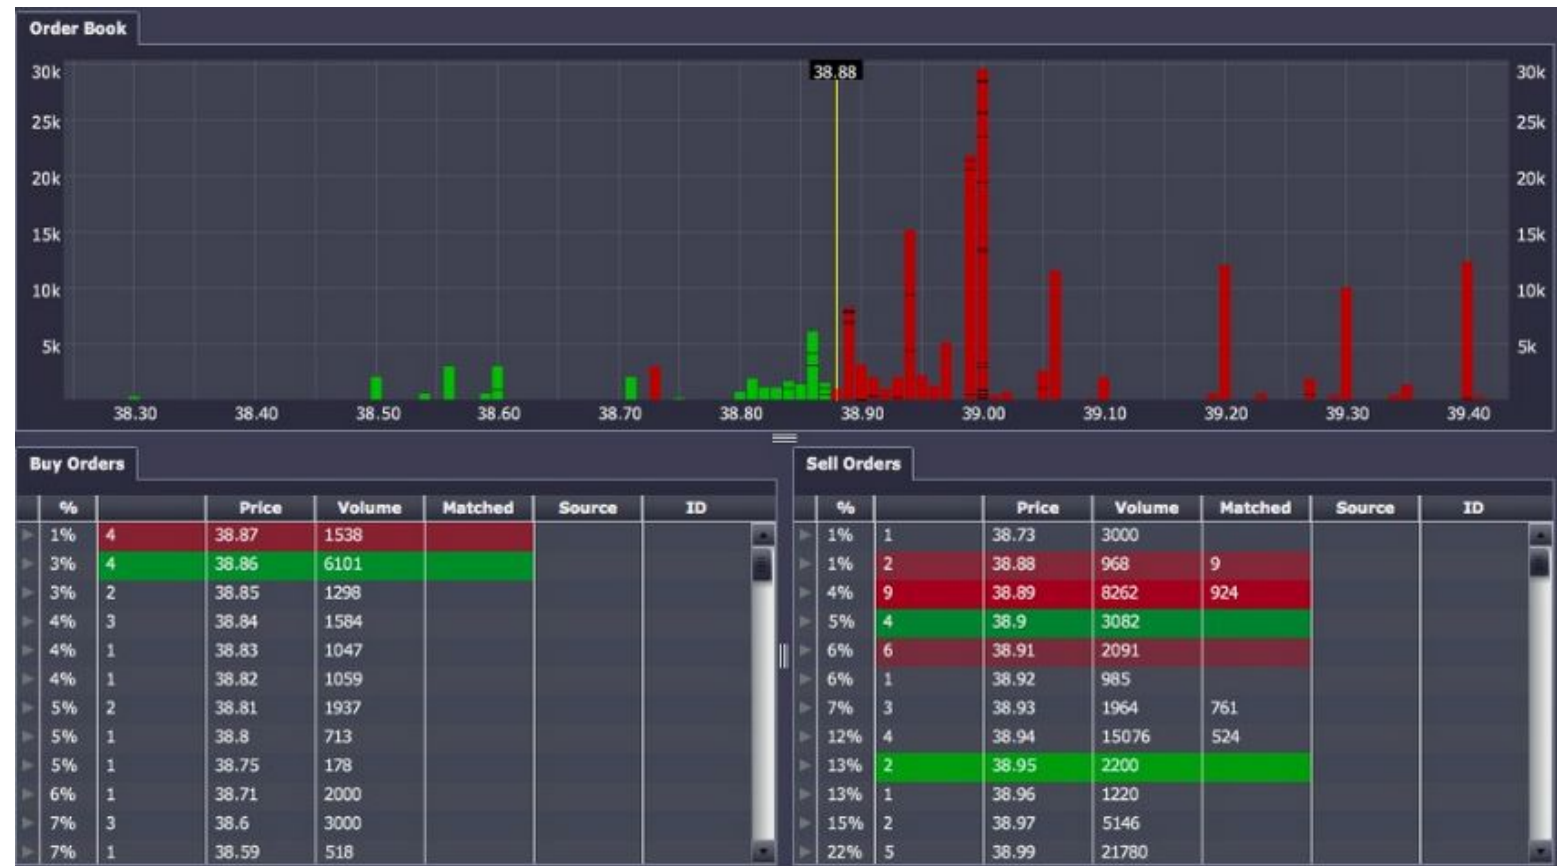 Order Book
38.88
30k 30k
25k 25k
20k 20k
15k 15k
10k 10k
5k 5k
38.30 38.40 38.50 38.60 38.70 38.80 38.90 39.00 39.10 39.20 39.30 39.40
Buy Orders Sell Orders
% Price Volume Matched Source ID % Price Volume Matched Source ID
1% 4 38.87 1538 1% 1 38.73 3000
3% 4 38.86 6101 1% 2 38.88 968 9
3% 2 38.85 1298 4% 9 38.89 8262 924
4% 3 38.84 1584 5% 4 38.9 3082
4% 1 38.83 1047 6% 6 38.91 2091
4% 1 38.82 1059 6% 1 38.92 985
5% 2 38.81 1937 7% 3 38.93 1964 761
5% 1 38.8 713 12% 4 38.94 15076 524
5% 1 38.75 178 13% 2 38.95 2200
6% 1 38.71 2000 13% 1 38.96 1220
7% 3 38.6 3000 15% 2 38.97 5146
7% 1 38.59 518 22% 5 38.99 21780